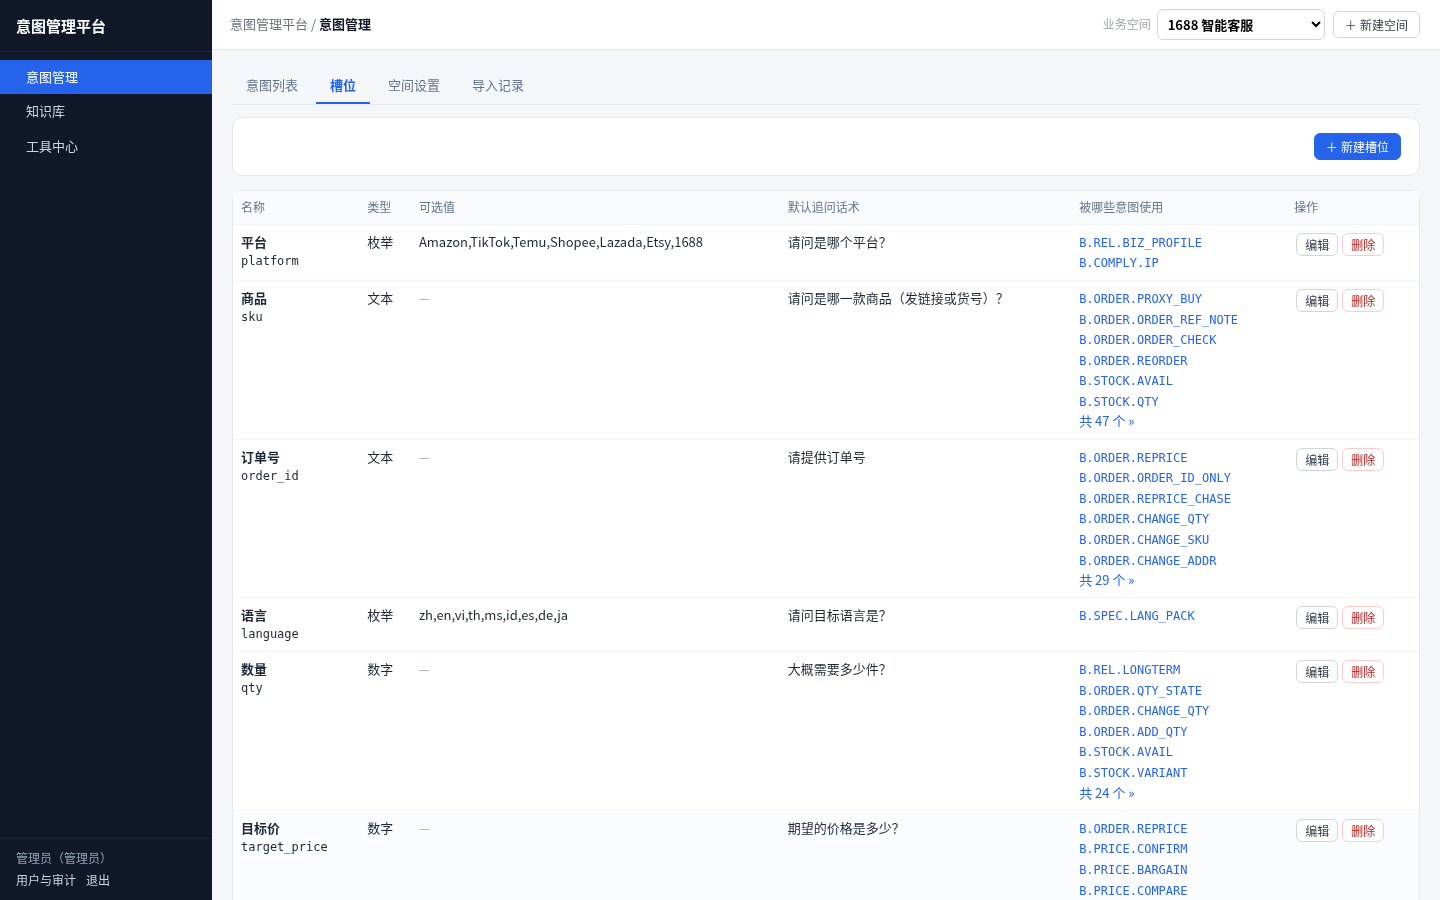 意图管理平台
意图管理
知识库
工具中心
管理员（管理员）
用户与审计 退出
意图管理平台 / 意图管理
业务空间 1688 智能客服 ＋ 新建空间
意图列表 槽位 空间设置 导入记录
＋ 新建槽位
名称 类型 可选值 默认追问话术 被哪些意图使用 操作
平台 枚举 Amazon,TikTok,Temu,Shopee,Lazada,Etsy,1688 请问是哪个平台？ B.REL.BIZ_PROFILE 编辑 删除
platform B.COMPLY.IP
商品 文本 — 请问是哪一款商品（发链接或货号）？ B.ORDER.PROXY_BUY 编辑 删除
sku B.ORDER.ORDER_REF_NOTE
B.ORDER.ORDER_CHECK
B.ORDER.REORDER
B.STOCK.AVAIL
B.STOCK.QTY
共 47 个 »
订单号 文本 — 请提供订单号 B.ORDER.REPRICE 编辑 删除
order_id B.ORDER.ORDER_ID_ONLY
B.ORDER.REPRICE_CHASE
B.ORDER.CHANGE_QTY
B.ORDER.CHANGE_SKU
B.ORDER.CHANGE_ADDR
共 29 个 »
语言 枚举 zh,en,vi,th,ms,id,es,de,ja 请问目标语言是？ B.SPEC.LANG_PACK 编辑 删除
language
数量 数字 — 大概需要多少件？ B.REL.LONGTERM 编辑 删除
qty B.ORDER.QTY_STATE
B.ORDER.CHANGE_QTY
B.ORDER.ADD_QTY
B.STOCK.AVAIL
B.STOCK.VARIANT
共 24 个 »
目标价 数字 — 期望的价格是多少？ B.ORDER.REPRICE 编辑 删除
target_price B.PRICE.CONFIRM
B.PRICE.BARGAIN
B.PRICE.COMPARE